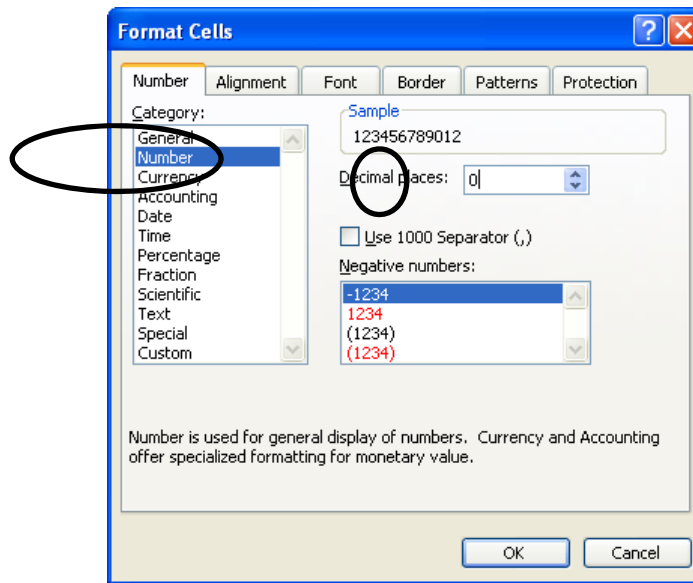 Format Cells
Number
Alignment
Font
Border
Patterns
Protection
Category:
General
Number
Currency
Accounting
Date
Time
Percentage
Fraction
Scientific
Text
Special
Custom
Sample
123456789012
Decimal places:
0
Use 1000 Separator (,)
Negative numbers:
-1234
1234
(1234)
(1234)
Number is used for general display of numbers.  Currency and Accounting
offer specialized formatting for monetary value.
OK
Cancel